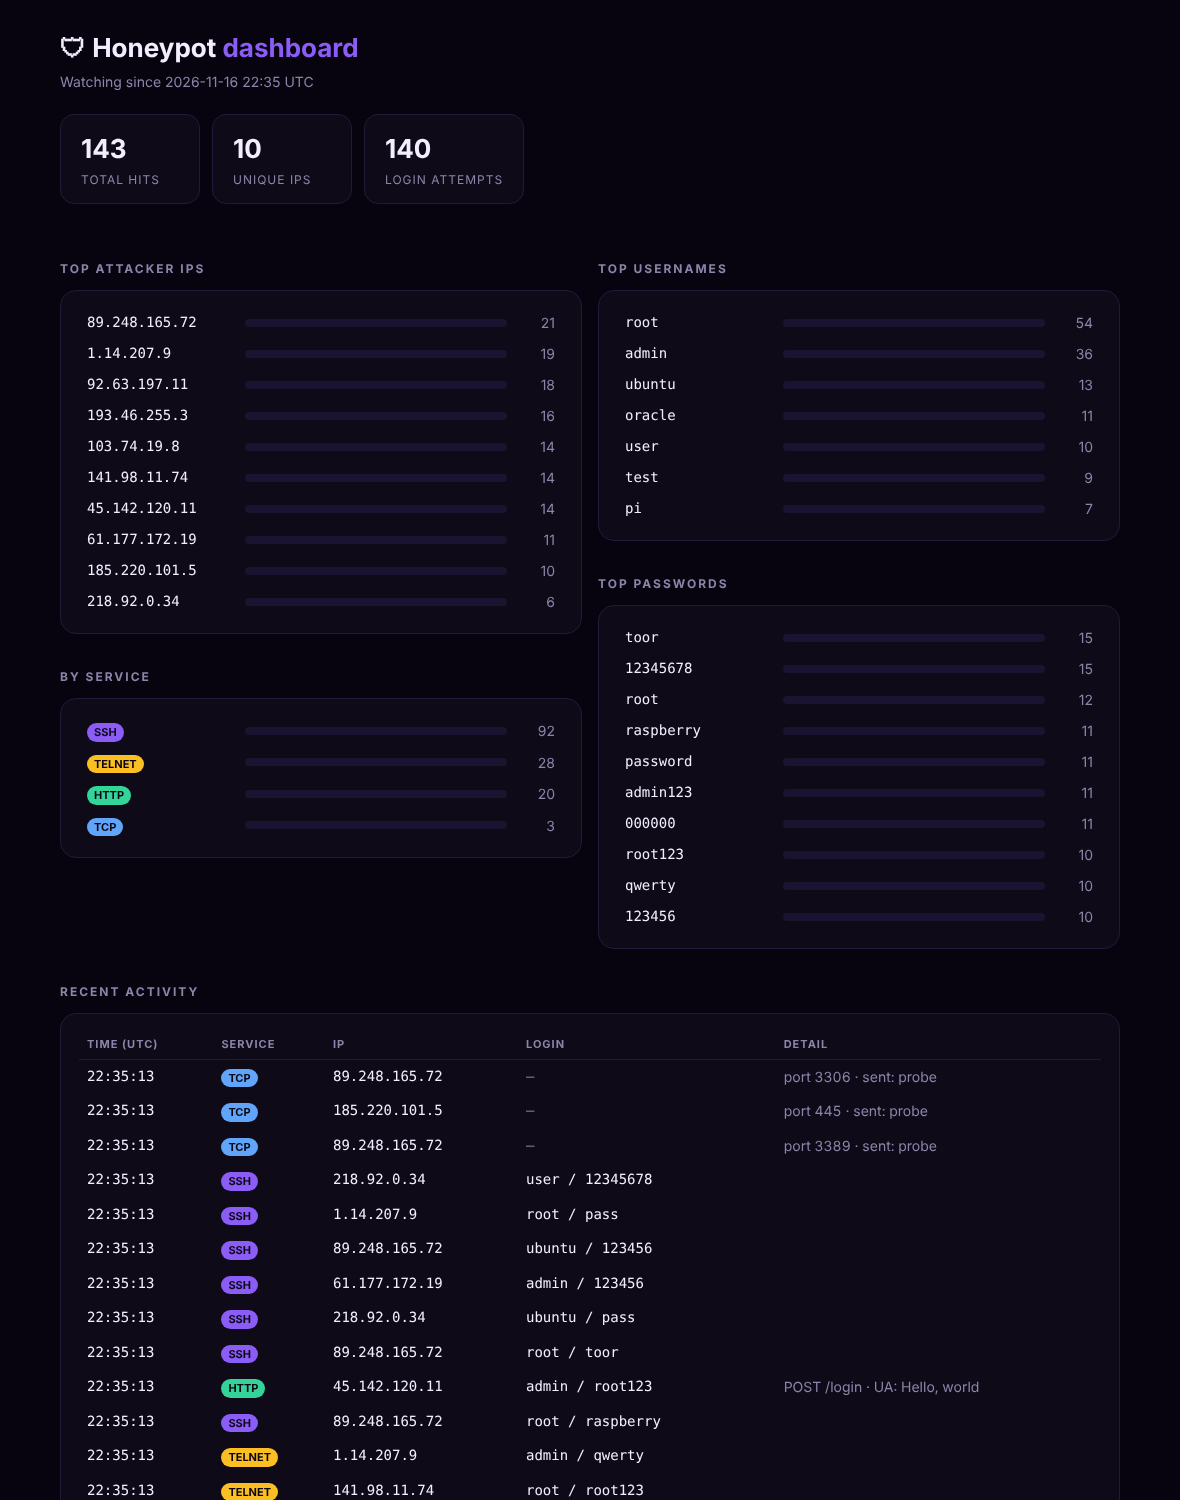 🛡 Honeypot dashboard
Watching since 2026-11-16 22:35 UTC
143
TOTAL HITS
10
UNIQUE IPS
140
LOGIN ATTEMPTS
TOP ATTACKER IPS
89.248.165.72 21
1.14.207.9 19
92.63.197.11 18
193.46.255.3 16
103.74.19.8 14
141.98.11.74 14
45.142.120.11 14
61.177.172.19 11
185.220.101.5 10
218.92.0.34 6
BY SERVICE
SSH 92
TELNET 28
HTTP 20
TCP 3
TOP USERNAMES
root 54
admin 36
ubuntu 13
oracle 11
user 10
test 9
pi 7
TOP PASSWORDS
toor 15
12345678 15
root 12
raspberry 11
password 11
admin123 11
000000 11
root123 10
qwerty 10
123456 10
RECENT ACTIVITY
TIME (UTC) SERVICE IP LOGIN DETAIL
22:35:13 TCP 89.248.165.72 — port 3306 · sent: probe
22:35:13 TCP 185.220.101.5 — port 445 · sent: probe
22:35:13 TCP 89.248.165.72 — port 3389 · sent: probe
22:35:13 SSH 218.92.0.34 user / 12345678
22:35:13 SSH 1.14.207.9 root / pass
22:35:13 SSH 89.248.165.72 ubuntu / 123456
22:35:13 SSH 61.177.172.19 admin / 123456
22:35:13 SSH 218.92.0.34 ubuntu / pass
22:35:13 SSH 89.248.165.72 root / toor
22:35:13 HTTP 45.142.120.11 admin / root123 POST /login · UA: Hello, world
22:35:13 SSH 89.248.165.72 root / raspberry
22:35:13 TELNET 1.14.207.9 admin / qwerty
22:35:13 TELNET 141.98.11.74 root / root123